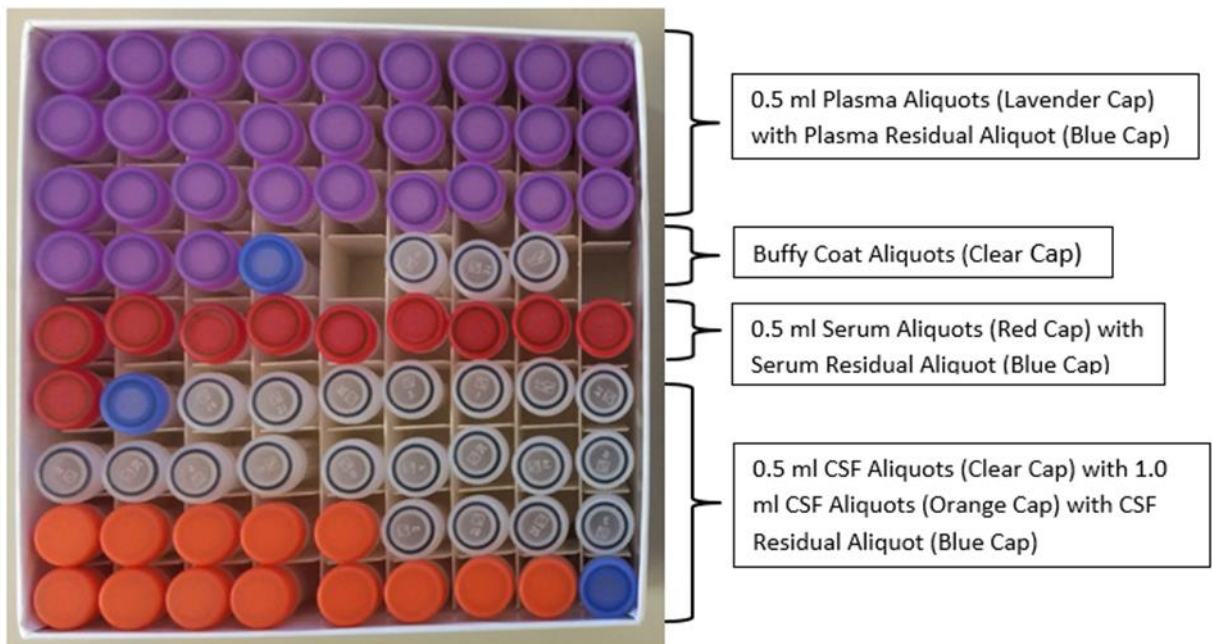 0.5 ml Plasma Aliquots (Lavender Cap)
with Plasma Residual Aliquot (Blue Cap)
Buffy Coat Aliquots (Clear Cap)
0.5 ml Serum Aliquots (Red Cap) with
Serum Residual Aliquot (Blue Cap)
0.5 ml CSF Aliquots (Clear Cap) with 1.0
ml CSF Aliquots (Orange Cap) with CSF
Residual Aliquot (Blue Cap)